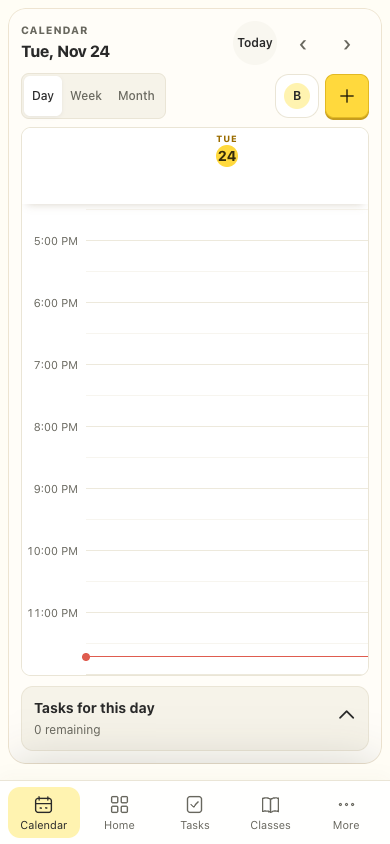 CALENDAR
Tue, Nov 24
Today
Day Week Month
B
TUE
24
5:00 PM
6:00 PM
7:00 PM
8:00 PM
9:00 PM
10:00 PM
11:00 PM
Tasks for this day
0 remaining
Calendar Home Tasks Classes More